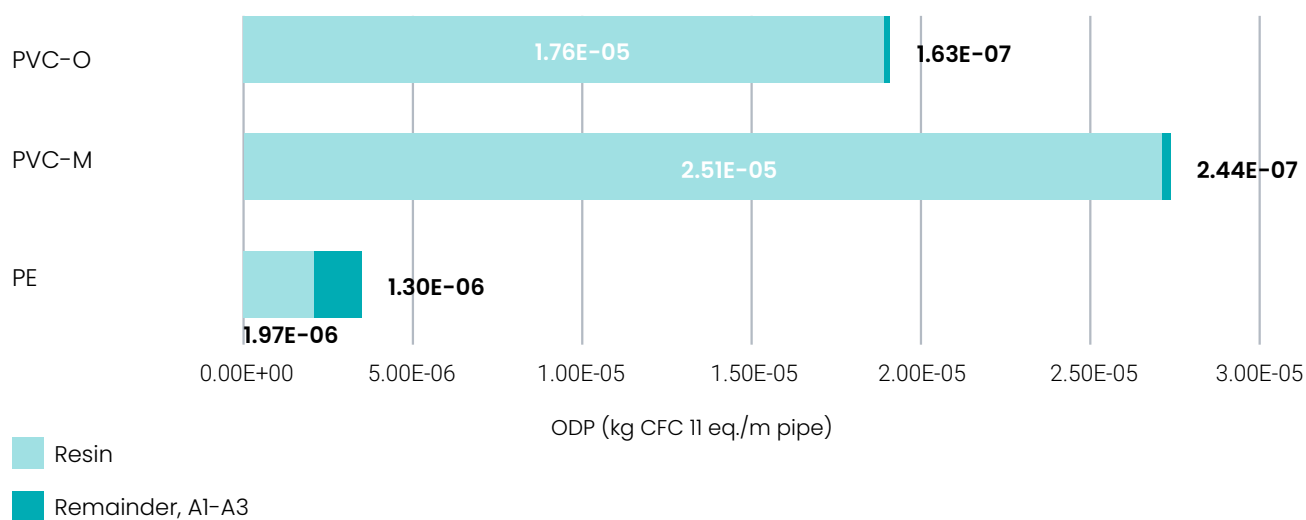 PVC-O
1.76E-05
1.63E-07
PVC-M
2.51E-05
2.44E-07
PE
1.30E-06
1.97E-06
0.00E+00 5.00E-06 1.00E-05 1.50E-05 2.00E-05 2.50E-05 3.00E-05
ODP (kg CFC 11 eq./m pipe)
Resin
Remainder, A1-A3